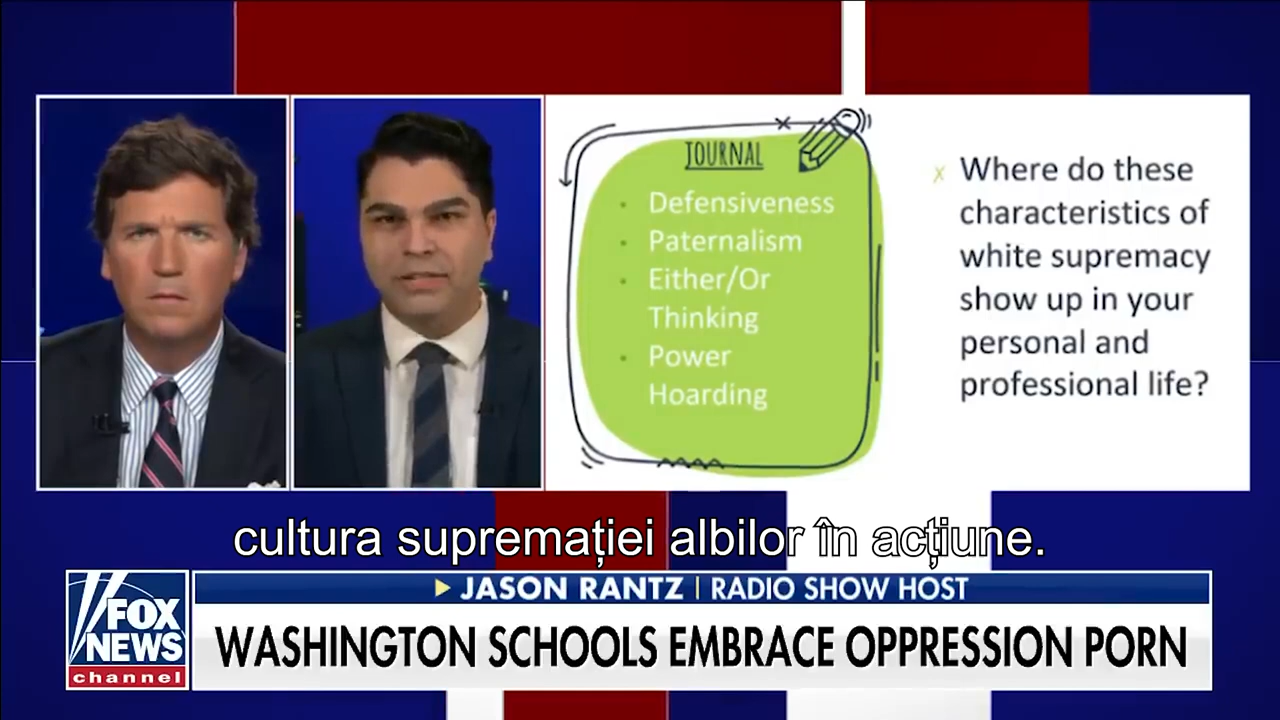 JOURNAL
Defensiveness
Paternalism
Either/Or
Thinking
Power
Hoarding
x Where do these
characteristics of
white supremacy
show up in your
personal and
professional life?
cultura supremației albilor în acțiune.
JASON RANTZ | RADIO SHOW HOST
FOX
NEWS
channel
WASHINGTON SCHOOLS EMBRACE OPPRESSION PORN